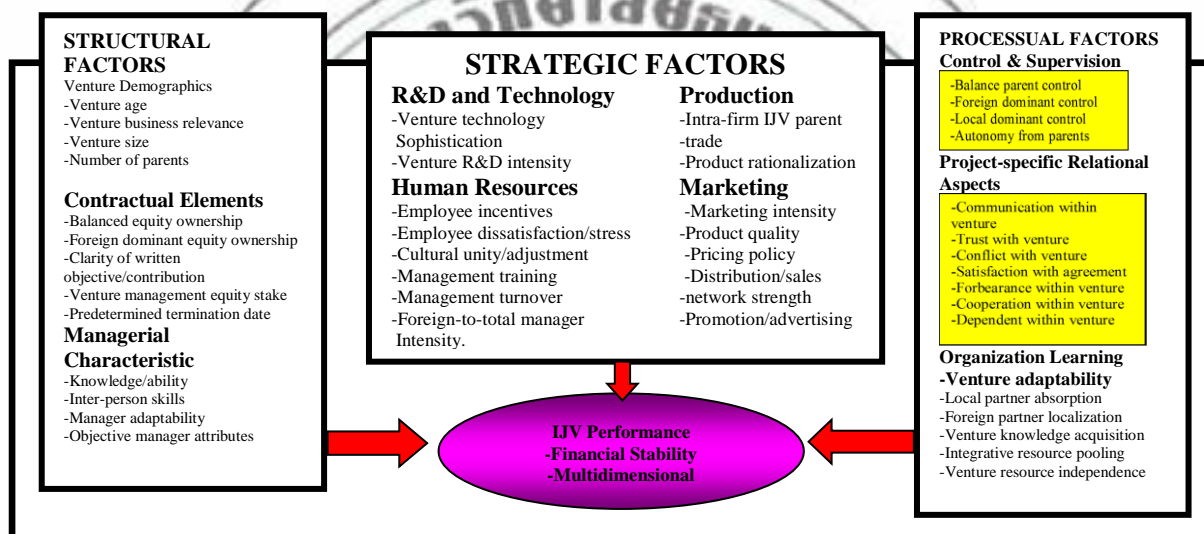 STRUCTURAL
FACTORS
Venture Demographics
-Venture age
-Venture business relevance
-Venture size
-Number of parents
Contractual Elements
-Balanced equity ownership
-Foreign dominant equity ownership
-Clarity of written
objective/contribution
-Venture management equity stake
-Predetermined termination date
Managerial
Characteristic
-Knowledge/ability
-Inter-person skills
-Manager adaptability
-Objective manager attributes
STRATEGIC FACTORS
R&D and Technology
-Venture technology
Sophistication
-Venture R&D intensity
Human Resources
-Employee incentives
-Employee dissatisfaction/stress
-Cultural unity/adjustment
-Management training
-Management turnover
-Foreign-to-total manager
Intensity.
Production
-Intra-firm IJV parent
-trade
-Product rationalization
Marketing
-Marketing intensity
-Product quality
-Pricing policy
-Distribution/sales
-network strength
-Promotion/advertising
PROCESSUAL FACTORS
Control & Supervision
-Balance parent control
-Foreign dominant control
-Local dominant control
-Autonomy from parents
Project-specific Relational
Aspects
-Communication within
venture
-Trust with venture
-Conflict with venture
-Satisfaction with agreement
-Forbearance within venture
-Cooperation within venture
-Dependent within venture
Organization Learning
-Venture adaptability
-Local partner absorption
-Foreign partner localization
-Venture knowledge acquisition
-Integrative resource pooling
-Venture resource independence
IJV Performance
-Financial Stability
-Multidimensional